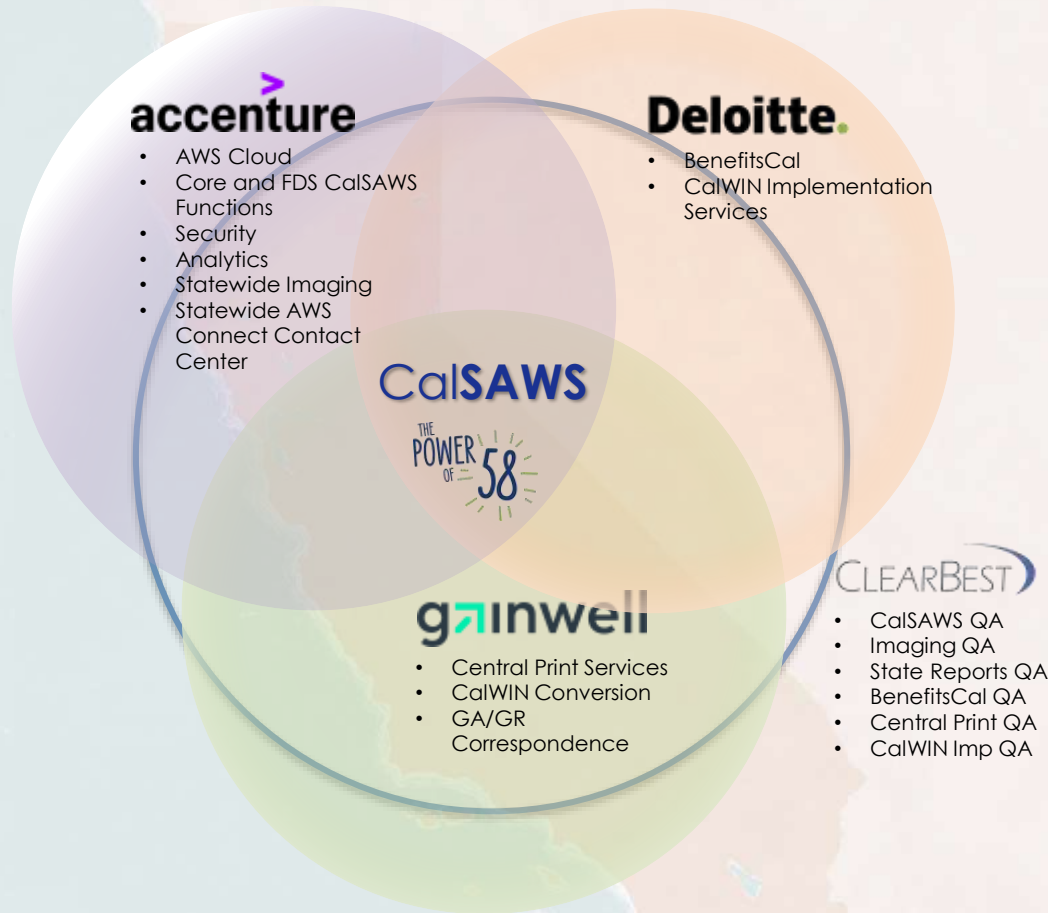 accenture
• AWS Cloud
• Core and FDS CalSAWS
Functions
• Security
• Analytics
• Statewide Imaging
• Statewide AWS
Connect Contact
Center
Deloitte.
• BenefitsCal
• CalWIN Implementation
Services
CalSAWS
THE
POWER
OF 58
gainwell
• Central Print Services
• CalWIN Conversion
• GA/GR
Correspondence
CLEARBEST
• CalSAWS QA
• Imaging QA
• State Reports QA
• BenefitsCal QA
• Central Print QA
• CalWIN Imp QA